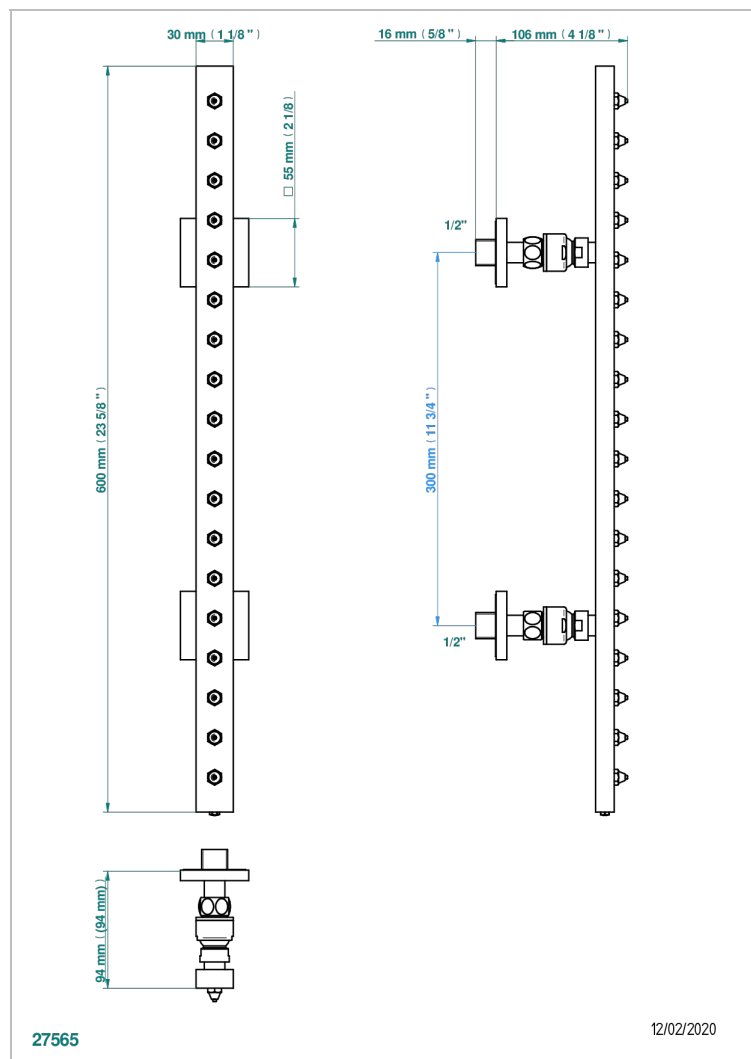 30 mm ( 1 1/8 " )
16 mm ( 5/8 " )
106 mm ( 4 1/8 " )
□ 55 mm ( 2 1/8)
1/2"
600 mm ( 23 5/8 " )
300 mm ( 11 3/4 " )
1/2"
94 mm ( (94 mm) )
27565
12/02/2020